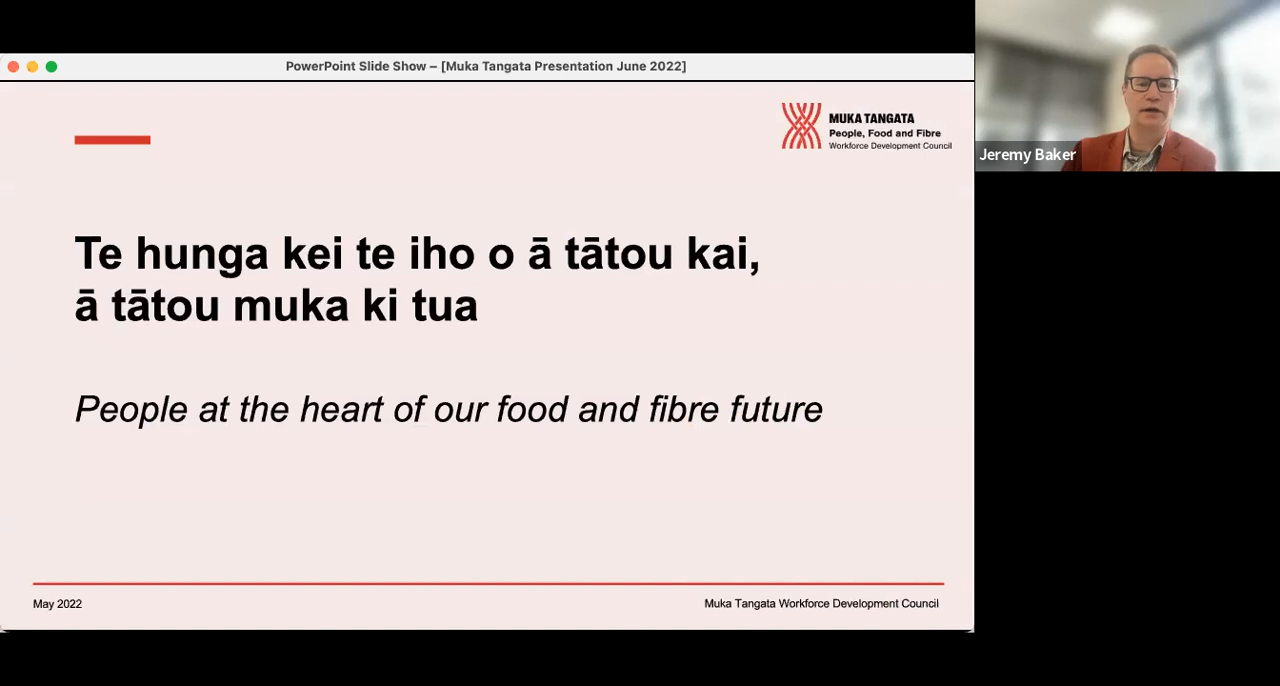 PowerPoint Slide Show – [Muka Tangata Presentation June 2022]
MUKA TANGATA
People, Food and Fibre
Workforce Development Council
Jeremy Baker
Te hunga kei te iho o ā tātou kai,
ā tātou muka ki tua
People at the heart of our food and fibre future
May 2022
Muka Tangata Workforce Development Council